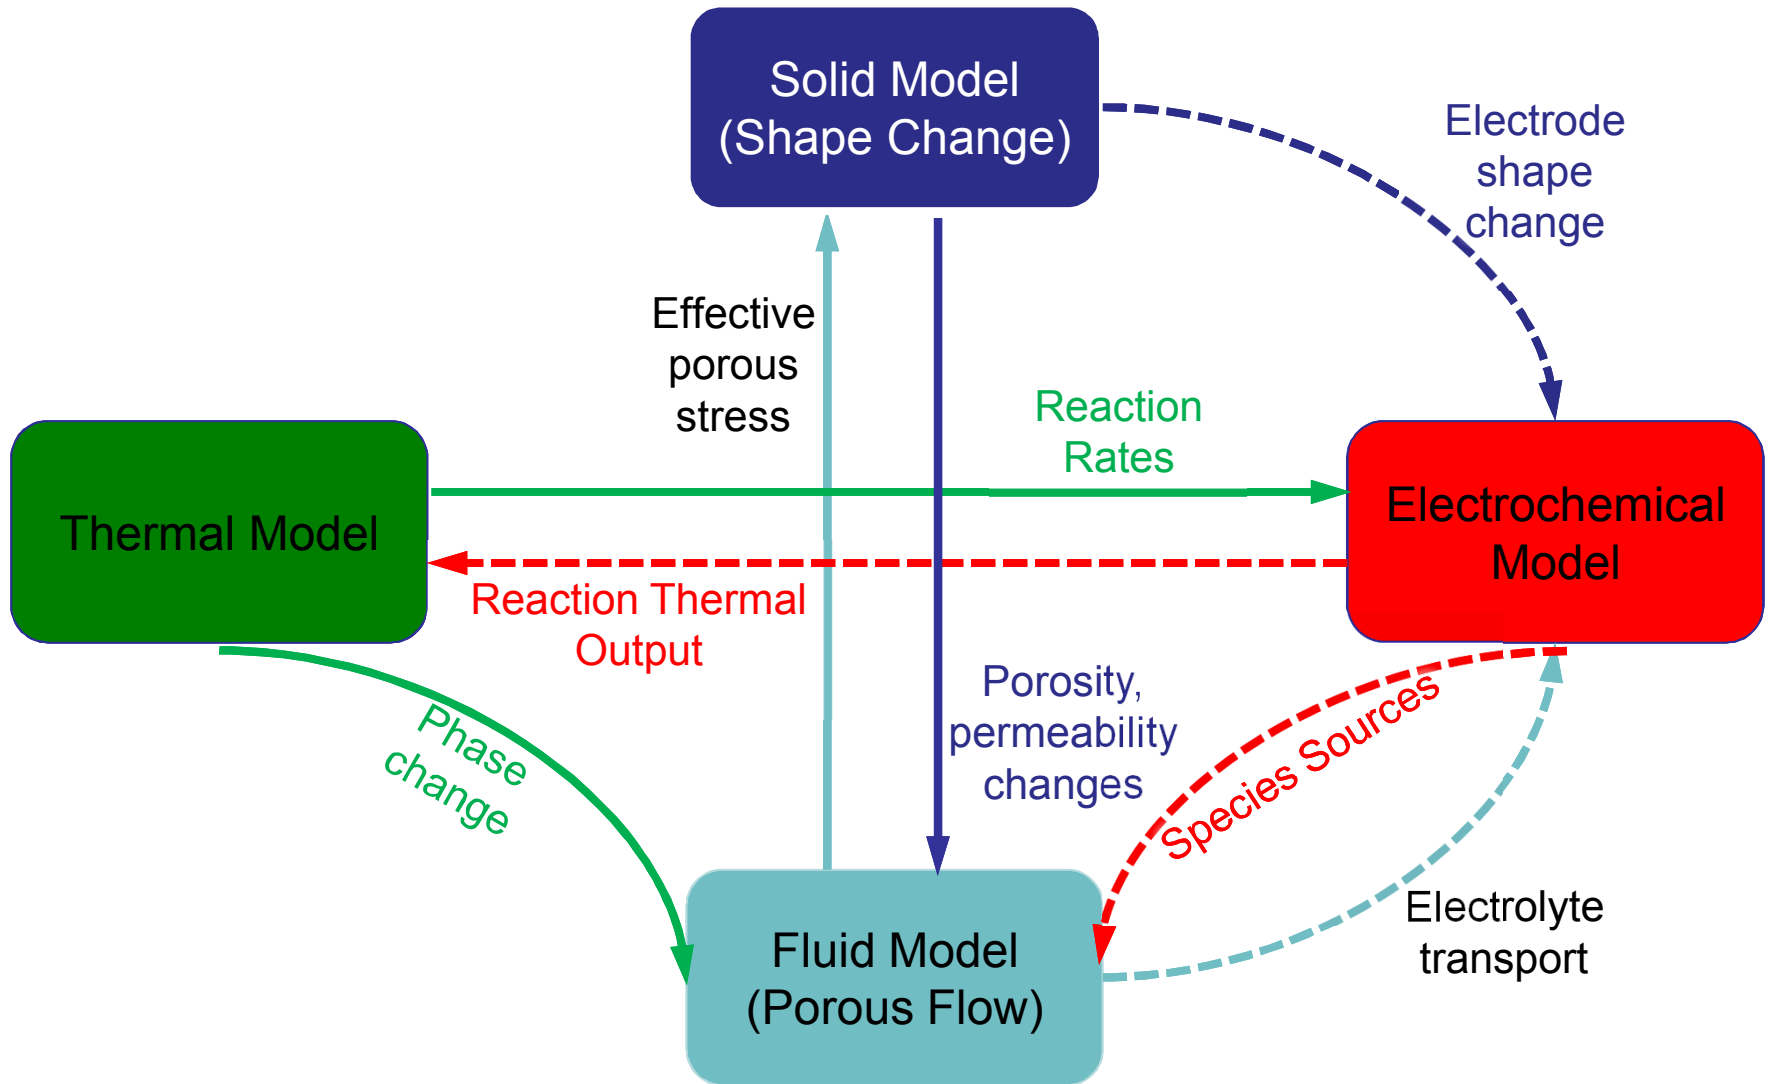 Solid Model
(Shape Change)
Electrode
shape
change
Effective
porous
stress
Reaction
Rates
Thermal Model
Electrochemical
Model
Reaction Thermal
Output
Phase
change
Porosity,
permeability
changes
Species Sources
Electrolyte
transport
Fluid Model
(Porous Flow)